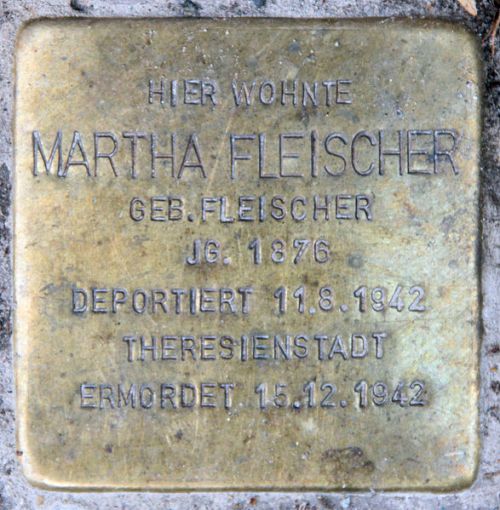 HIER WOHNTE
MARTHA FLEISCHER
GEB. FLEISCHER
JG. 1876
DEPORTIERT 11.8.1942
THERESIENSTADT
ERMORDET 15.12.1942